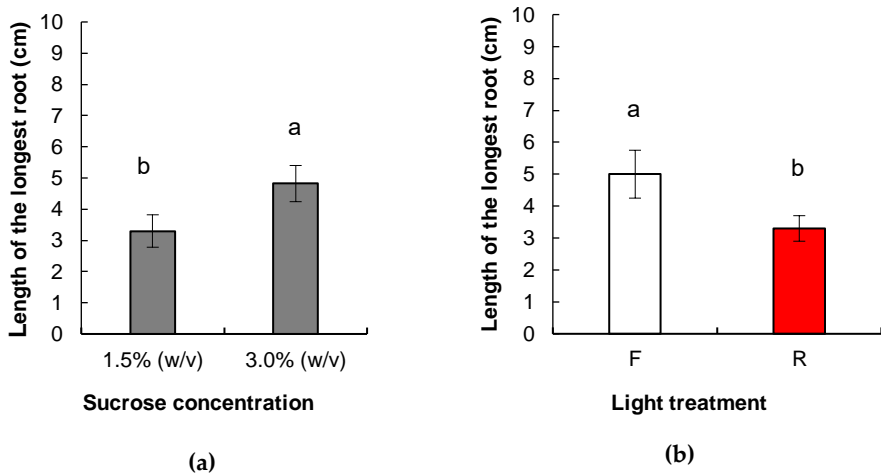 Length of the longest root (cm)
10
9
8
7
6
5
4
3
2
1
0
b
a
1.5% (w/v) 3.0% (w/v)
Sucrose concentration
(a)
Length of the longest root (cm)
10
9
8
7
6
5
4
3
2
1
0
a
b
F R
Light treatment
(b)